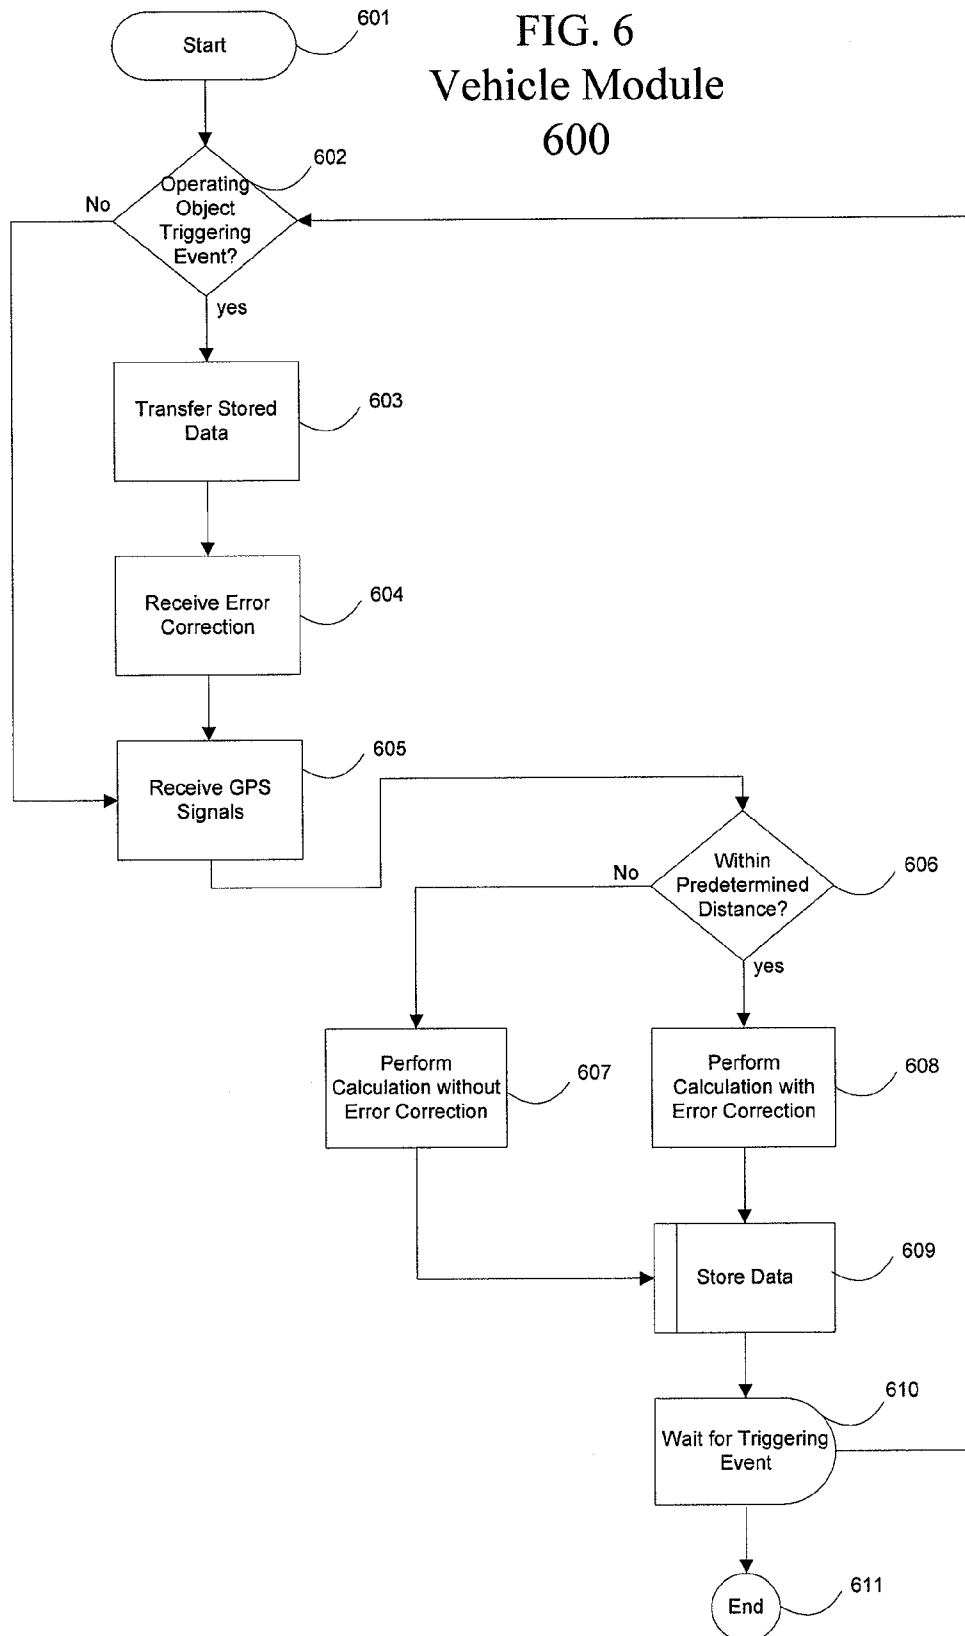 FIG. 6
Vehicle Module
600
Start
601
Operating
Object
Triggering
Event?
602
No
yes
Transfer Stored
Data
603
Receive Error
Correction
604
Receive GPS
Signals
605
Within
Predetermined
Distance?
606
No
yes
Perform
Calculation without
Error Correction
607
Perform
Calculation with
Error Correction
608
Store Data
609
Wait for Triggering
Event
610
End
611